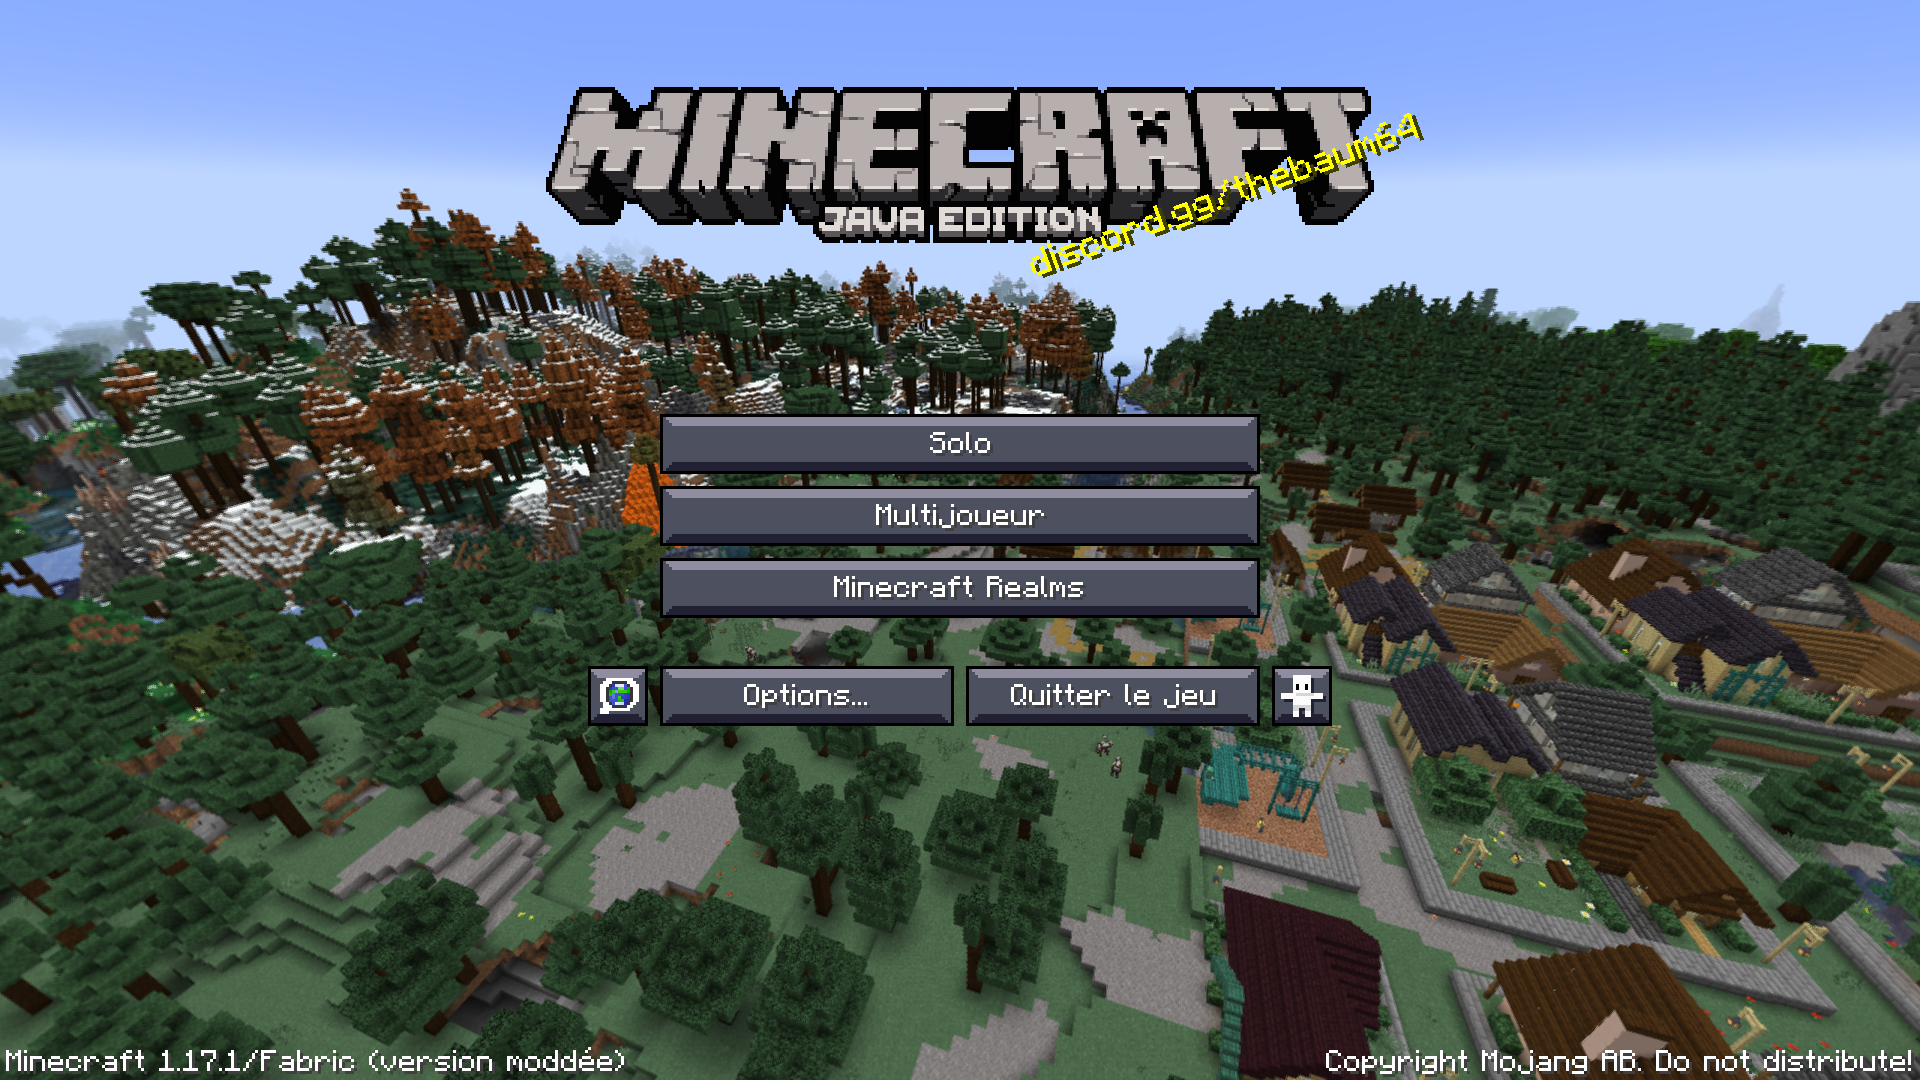 MINECRAFT
JAVA EDITION
discord.gg/thebaum64
Solo
Multijoueur
Minecraft Realms
Options...
Quitter le jeu
Minecraft 1.17.1/Fabric (version moddée)
Copyright Mojang AB. Do not distribute!